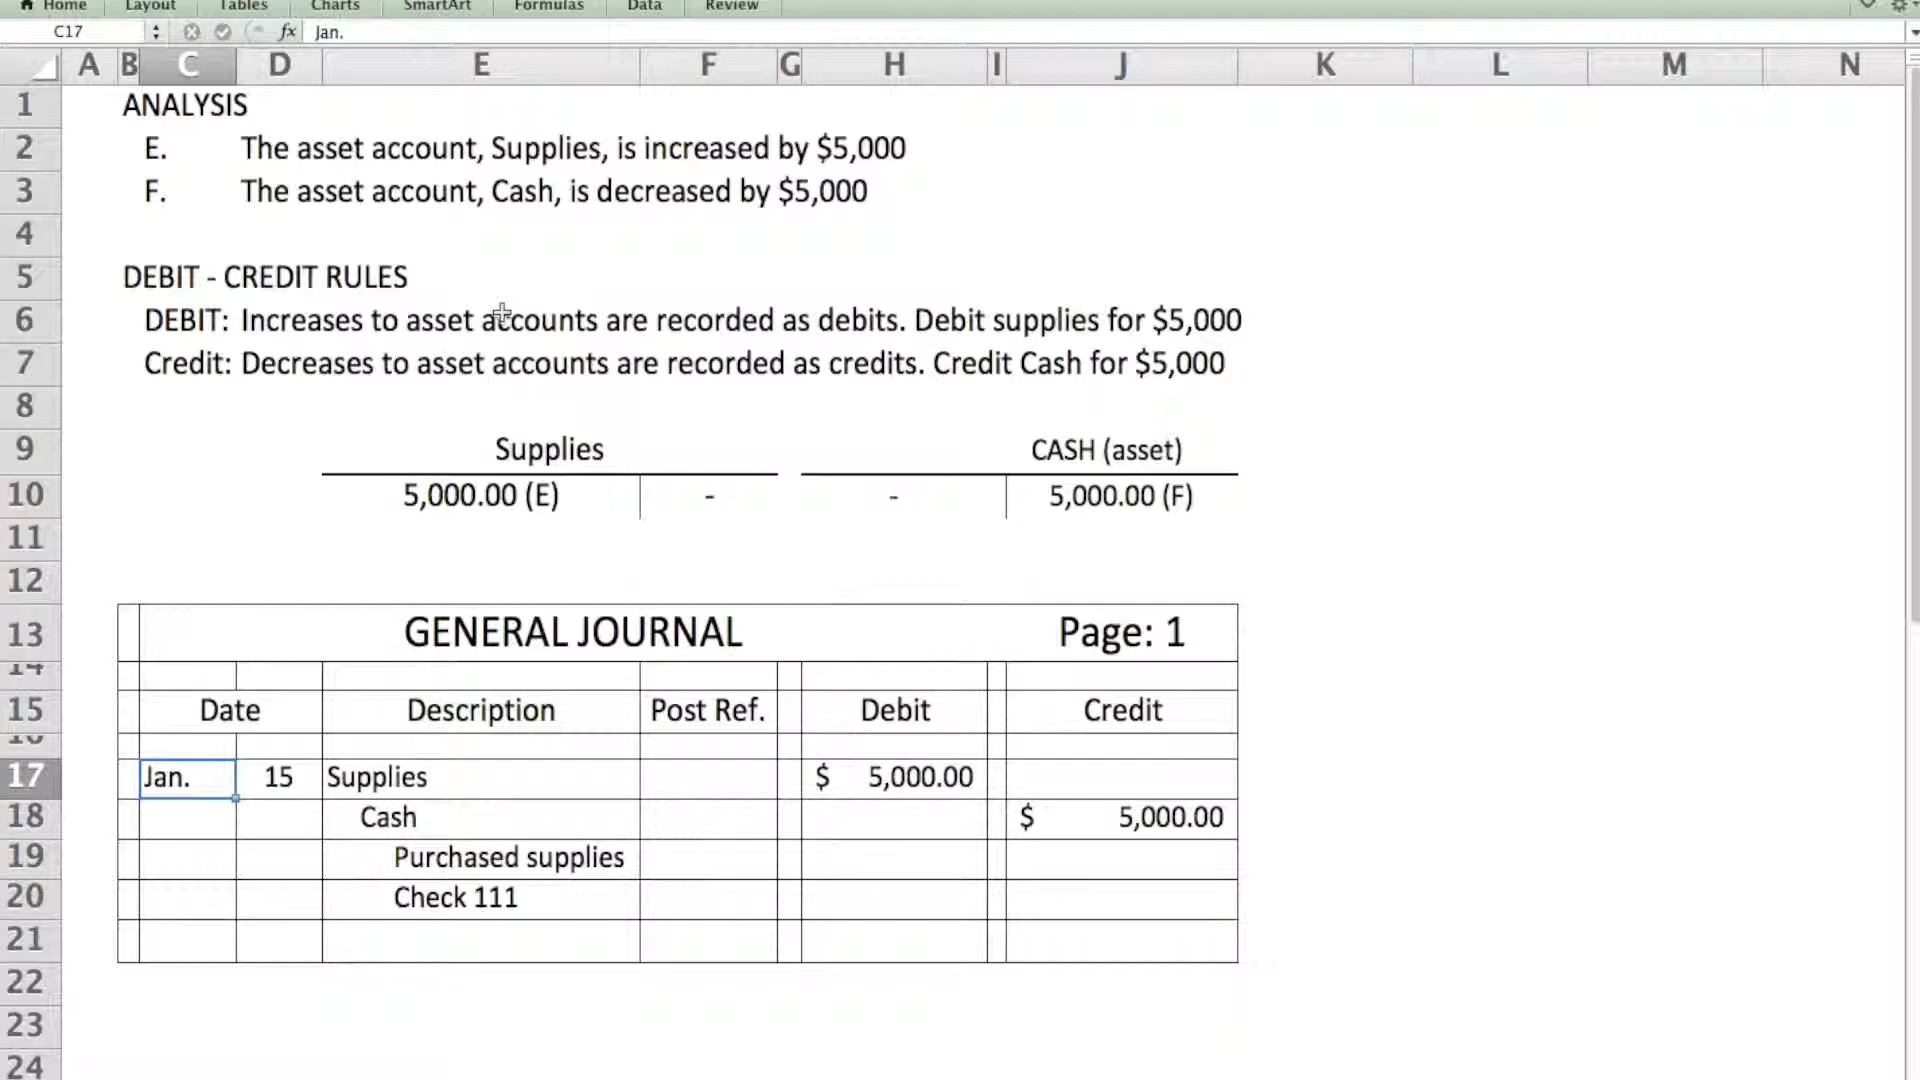 Home Layout Tables Charts SmartArt Formulas Data Review
C17 fx Jan.
A B C D E F G H I J K L M N
1 ANALYSIS
2 E. The asset account, Supplies, is increased by $5,000
3 F. The asset account, Cash, is decreased by $5,000
4
5 DEBIT - CREDIT RULES
6 DEBIT: Increases to asset accounts are recorded as debits. Debit supplies for $5,000
7 Credit: Decreases to asset accounts are recorded as credits. Credit Cash for $5,000
8
9 Supplies CASH (asset)
10 5,000.00 (E) - - 5,000.00 (F)
11
12
13 GENERAL JOURNAL Page: 1
14
15 Date Description Post Ref. Debit Credit
16
17 Jan. 15 Supplies $ 5,000.00
18 Cash $ 5,000.00
19 Purchased supplies
20 Check 111
21
22
23
24